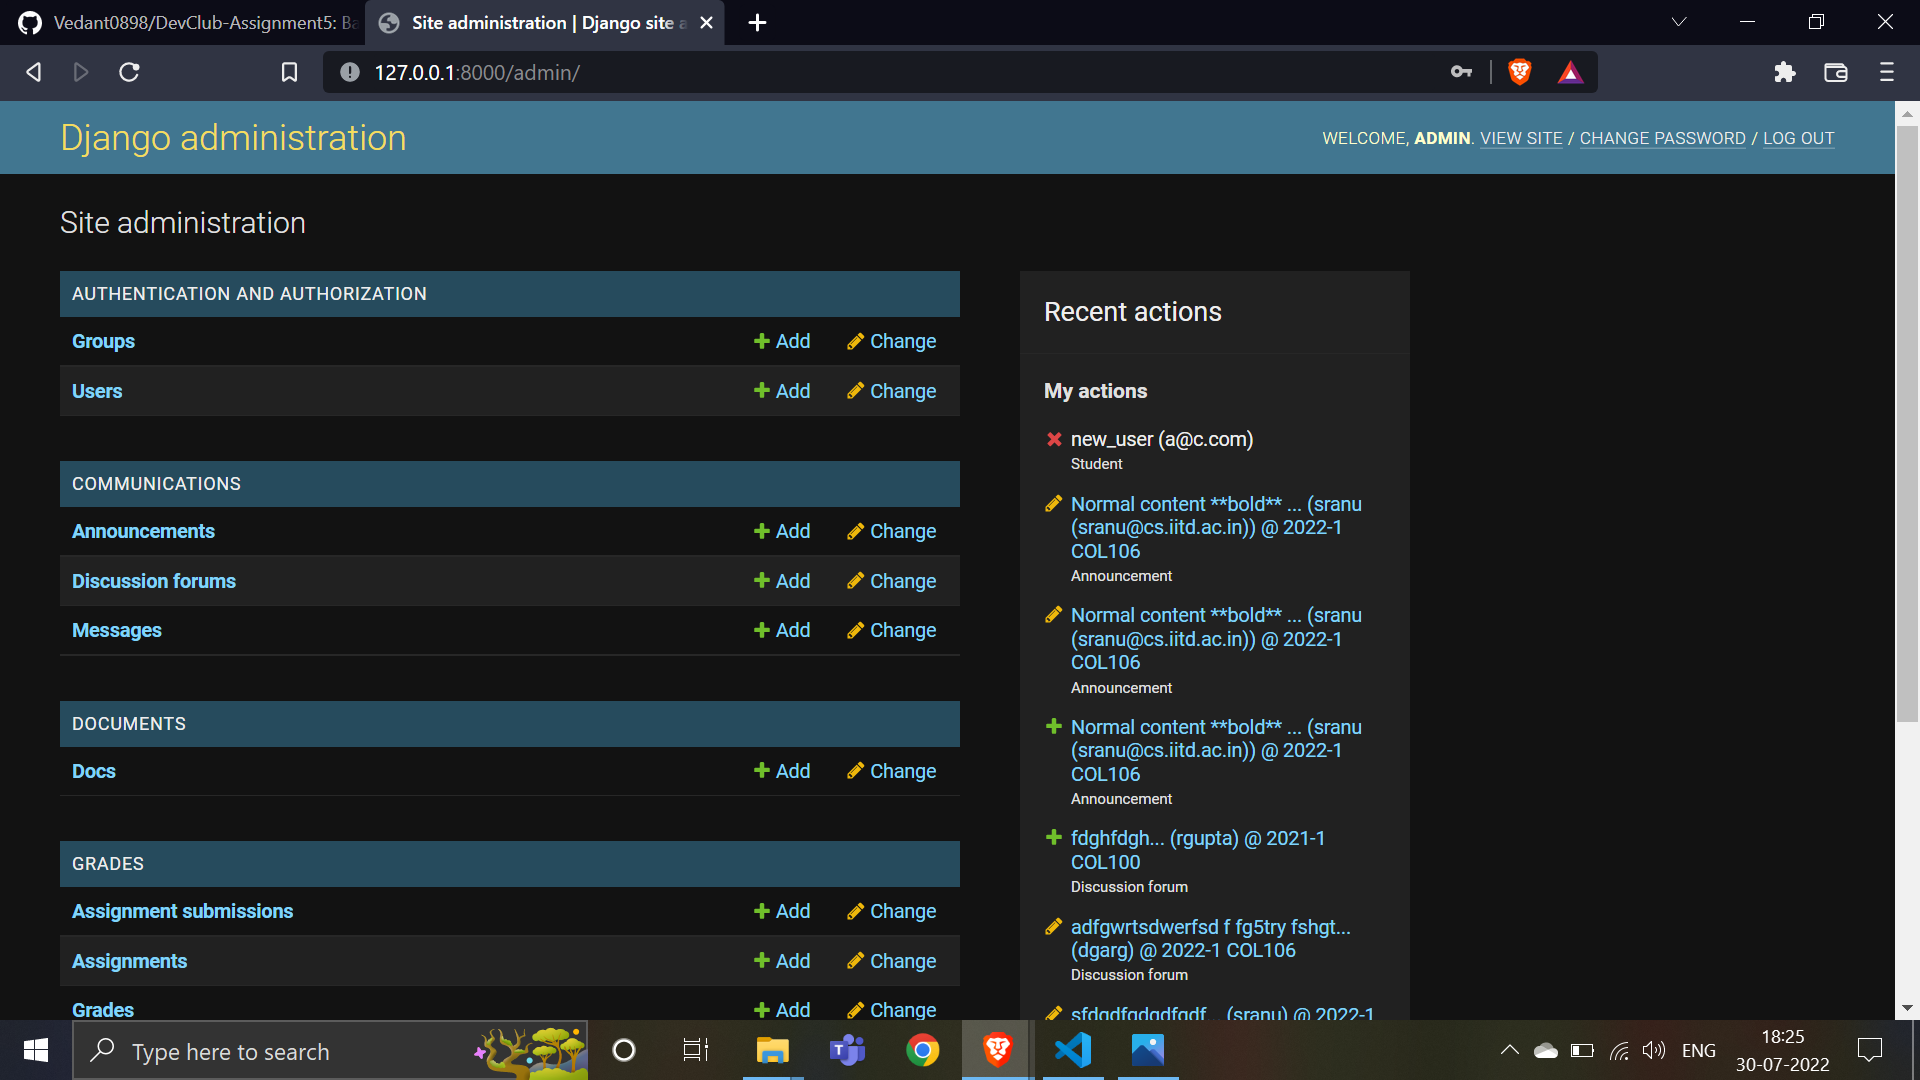 Vedant0898/DevClub-Assignment5: Ba
Site administration | Django site a
127.0.0.1:8000/admin/
Django administration
WELCOME, ADMIN. VIEW SITE / CHANGE PASSWORD / LOG OUT
Site administration
AUTHENTICATION AND AUTHORIZATION
Groups Add Change
Users Add Change
COMMUNICATIONS
Announcements Add Change
Discussion forums Add Change
Messages Add Change
DOCUMENTS
Docs Add Change
GRADES
Assignment submissions Add Change
Assignments Add Change
Grades Add Change
Recent actions
My actions
new_user (a@c.com)
Student
Normal content **bold** ... (sranu
(sranu@cs.iitd.ac.in)) @ 2022-1
COL106
Announcement
Normal content **bold** ... (sranu
(sranu@cs.iitd.ac.in)) @ 2022-1
COL106
Announcement
Normal content **bold** ... (sranu
(sranu@cs.iitd.ac.in)) @ 2022-1
COL106
Announcement
fdghfdgh... (rgupta) @ 2021-1
COL100
Discussion forum
adfgwrtsdwerfsd f fg5try fshgt...
(dgarg) @ 2022-1 COL106
Discussion forum
(sranu) @ 2022-1
Type here to search
ENG
18:25
30-07-2022